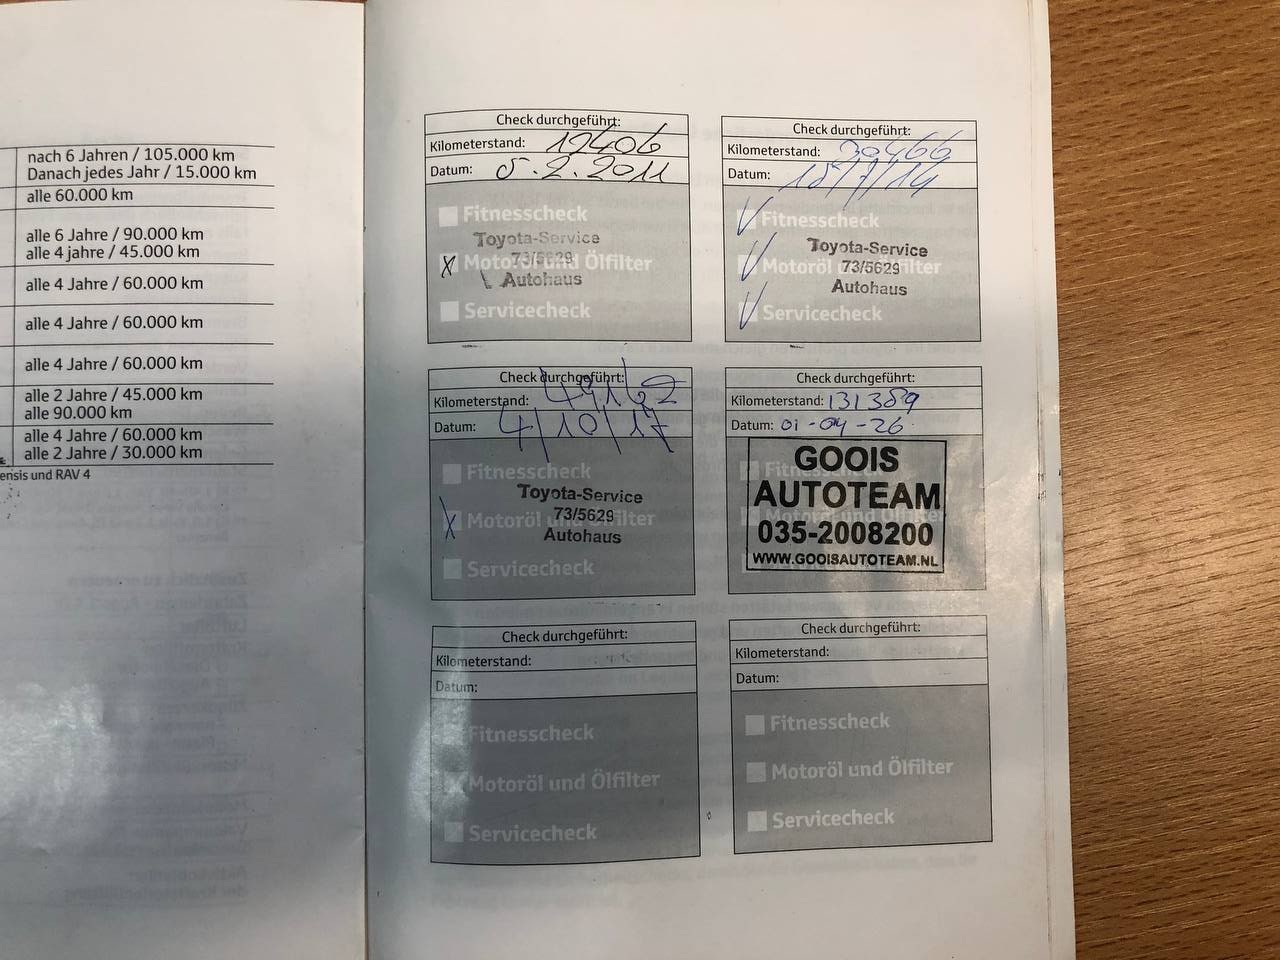 nach 6 Jahren / 105.000 km
Danach jedes Jahr / 15.000 km
alle 60.000 km
alle 6 Jahre / 90.000 km
alle 4 jahre / 45.000 km
alle 4 Jahre / 60.000 km
alle 4 Jahre / 60.000 km
alle 4 Jahre / 60.000 km
alle 2 Jahre / 45.000 km
alle 90.000 km
alle 4 Jahre / 60.000 km
alle 2 Jahre / 30.000 km
ensis und RAV 4
Check durchgeführt:
Kilometerstand: 12406
Datum: 5.2.2011
Fitnesscheck
Toyota-Service
73/5629
Motoröl und Ölfilter
Autohaus
Servicecheck
Check durchgeführt:
Kilometerstand: 30466
Datum: 15/7/14
Fitnesscheck
Toyota-Service
73/5629
Motoröl und Ölfilter
Autohaus
Servicecheck
Check durchgeführt:
Kilometerstand: 49162
Datum: 4/10/17
Fitnesscheck
Toyota-Service
73/5629
Motoröl und Ölfilter
Autohaus
Servicecheck
Check durchgeführt:
Kilometerstand: 131389
Datum: 01-04-26
GOOIS
AUTOTEAM
035-2008200
WWW.GOOISAUTOTEAM.NL
Check durchgeführt:
Kilometerstand:
Datum:
Fitnesscheck
Motoröl und Ölfilter
Servicecheck
Check durchgeführt:
Kilometerstand:
Datum:
Fitnesscheck
Motoröl und Ölfilter
Servicecheck